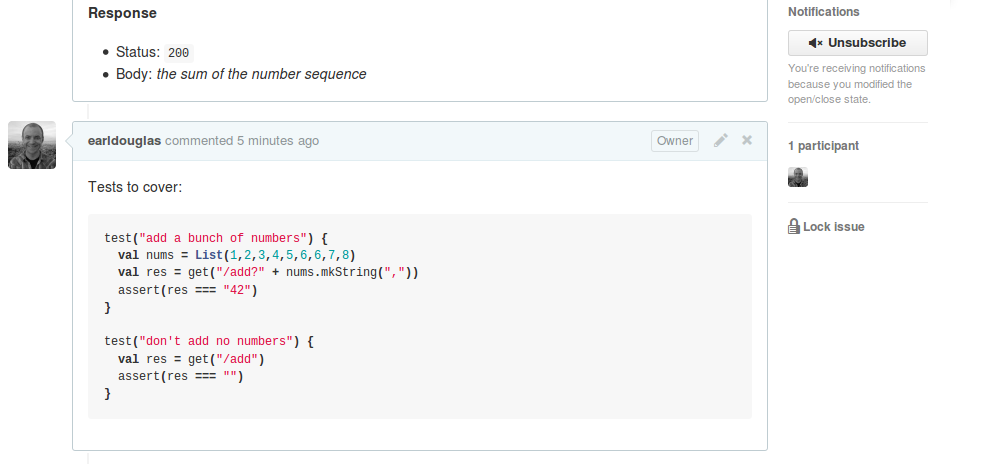 Response
Status: 200
Body: the sum of the number sequence
earldouglas commented 5 minutes ago
Owner
Tests to cover:
test("add a bunch of numbers") {
  val nums = List(1,2,3,4,5,6,6,7,8)
  val res = get("/add?" + nums.mkString(","))
  assert(res === "42")
}
test("don't add no numbers") {
  val res = get("/add")
  assert(res === "")
}
Notifications
Unsubscribe
You're receiving notifications
because you modified the
open/close state.
1 participant
Lock issue